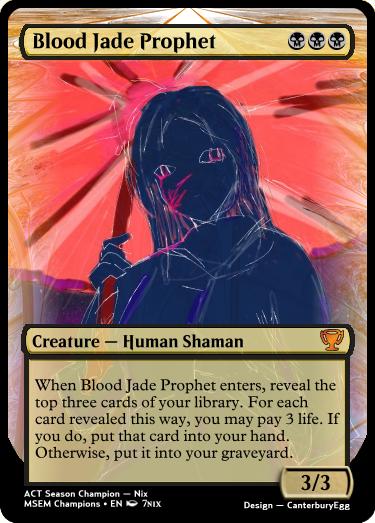 Blood Jade Prophet
Creature — Human Shaman
When Blood Jade Prophet enters, reveal the
top three cards of your library. For each
card revealed this way, you may pay 3 life. If
you do, put that card into your hand.
Otherwise, put it into your graveyard.
3/3
ACT Season Champion — Nix
MSEM Champions • EN 7NIX
Design — CanterburyEgg